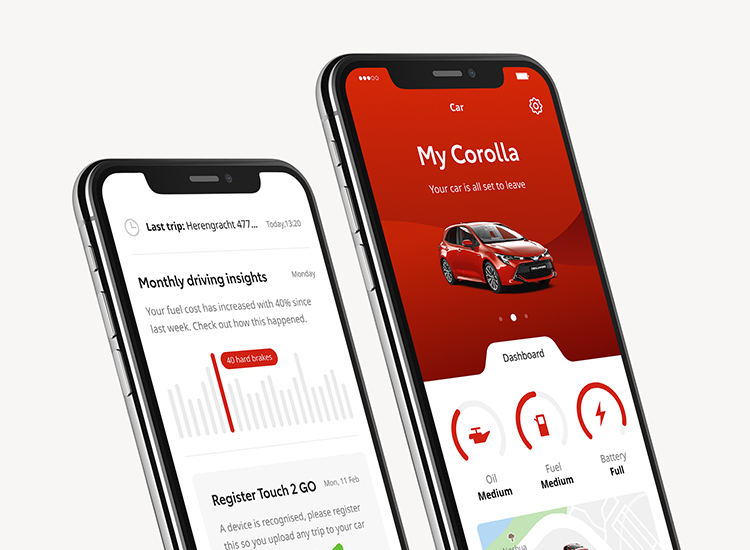 Last trip: Herengracht 477... Today,13:20
Monthly driving insights Monday
Your fuel cost has increased with 40% since
last week. Check out how this happened.
40 hard brakes
Register Touch 2 GO Mon, 11 Feb
A device is recognised, please register
this so you upload any trip to your car
Car
My Corolla
Your car is all set to leave
Dashboard
Oil
Medium
Fuel
Medium
Battery
Full